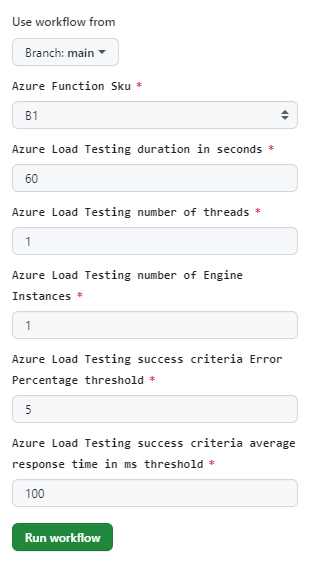 Use workflow from
Branch: main
Azure Function Sku *
B1
Azure Load Testing duration in seconds *
60
Azure Load Testing number of threads *
1
Azure Load Testing number of Engine
Instances *
1
Azure Load Testing success criteria Error
Percentage threshold *
5
Azure Load Testing success criteria average
response time in ms threshold *
100
Run workflow